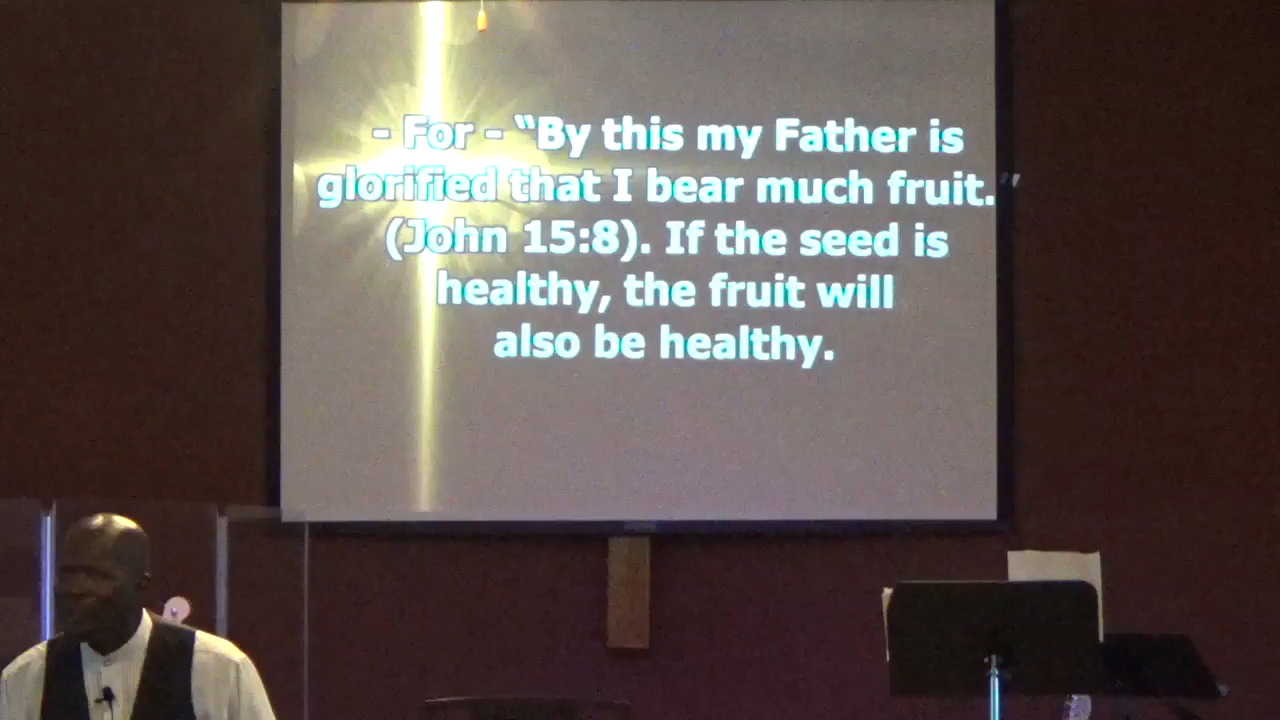 - For - “By this my Father is
glorified that I bear much fruit.”
(John 15:8). If the seed is
healthy, the fruit will
also be healthy.